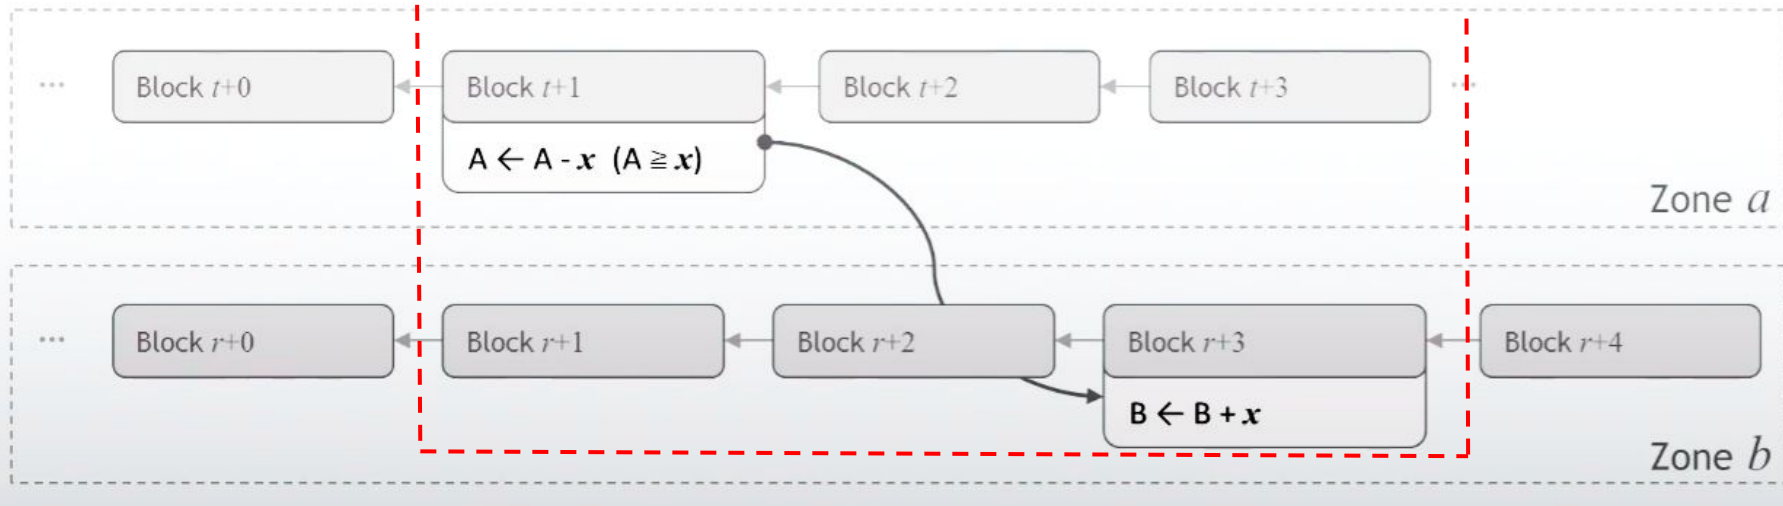 ... Block t+0 Block t+1 Block t+2 Block t+3 ...
A ← A - x (A ≧ x)
Zone a
... Block r+0 Block r+1 Block r+2 Block r+3 Block r+4
B ← B + x
Zone b